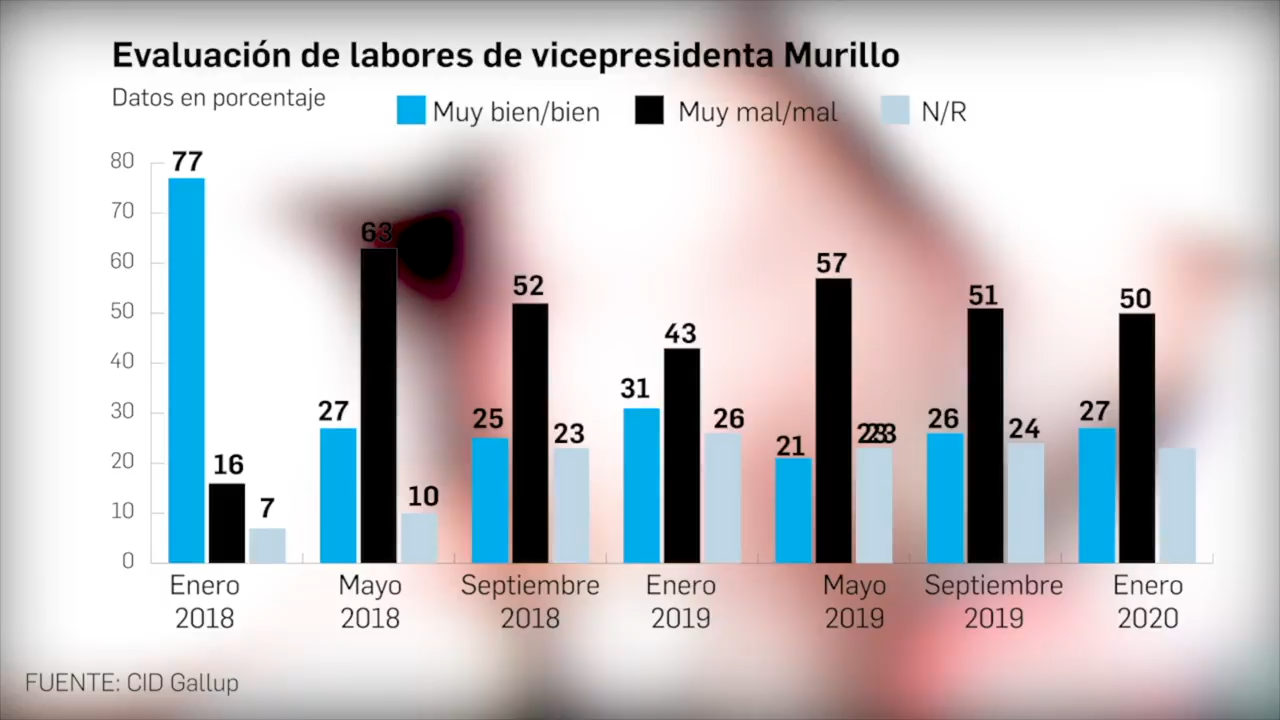 Evaluación de labores de vicepresidenta Murillo
Datos en porcentaje
Muy bien/bien Muy mal/mal N/R
80
70
60
50
40
30
20
10
0
77 16 7
27 63 10
25 52 23
31 43 26
21 57 23 23
26 51 24
27 50
Enero 2018
Mayo 2018
Septiembre 2018
Enero 2019
Mayo 2019
Septiembre 2019
Enero 2020
FUENTE: CID Gallup